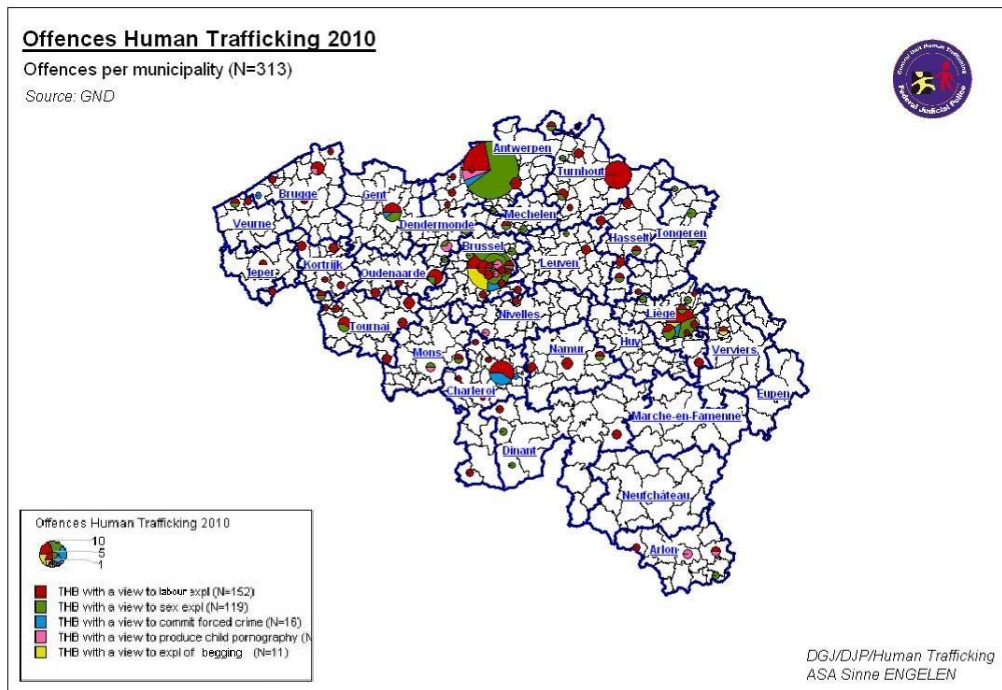 Offences Human Trafficking 2010
Offences per municipality (N=313)
Source: GND
Central Unit Human Trafficking
Federal Judicial Police
Antwerpen
Turnhout
Brugge
Gent
Veurne
Dendermonde
Mechelen
Hasselt
Tongeren
Ieper
Kortrijk
Oudenaarde
Brussel
Leuven
Tournai
Nivelles
Liège
Mons
Namur
Huy
Verviers
Charleroi
Eupen
Marche-en-Famenne
Dinant
Neufchâteau
Arlon
Offences Human Trafficking 2010
10
5
1
THB with a view to labour expl (N=152)
THB with a view to sex expl (N=119)
THB with a view to commit forced crime (N=16)
THB with a view to produce child pornography (N
THB with a view to expl of begging (N=11)
DGJ/DJP/Human Trafficking
ASA Sinne ENGELEN